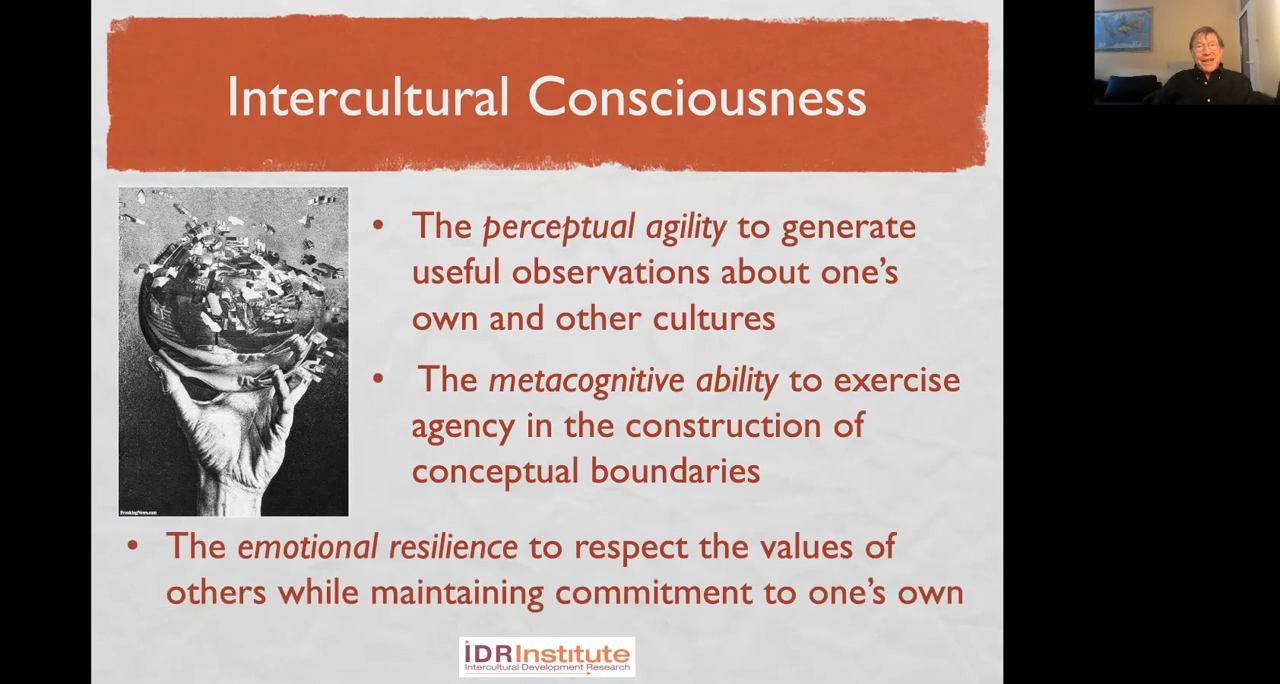 Intercultural Consciousness
• The perceptual agility to generate
useful observations about one's
own and other cultures
• The metacognitive ability to exercise
agency in the construction of
conceptual boundaries
FreakingNews.com
• The emotional resilience to respect the values of
others while maintaining commitment to one's own
iDRInstitute
Intercultural Development Research